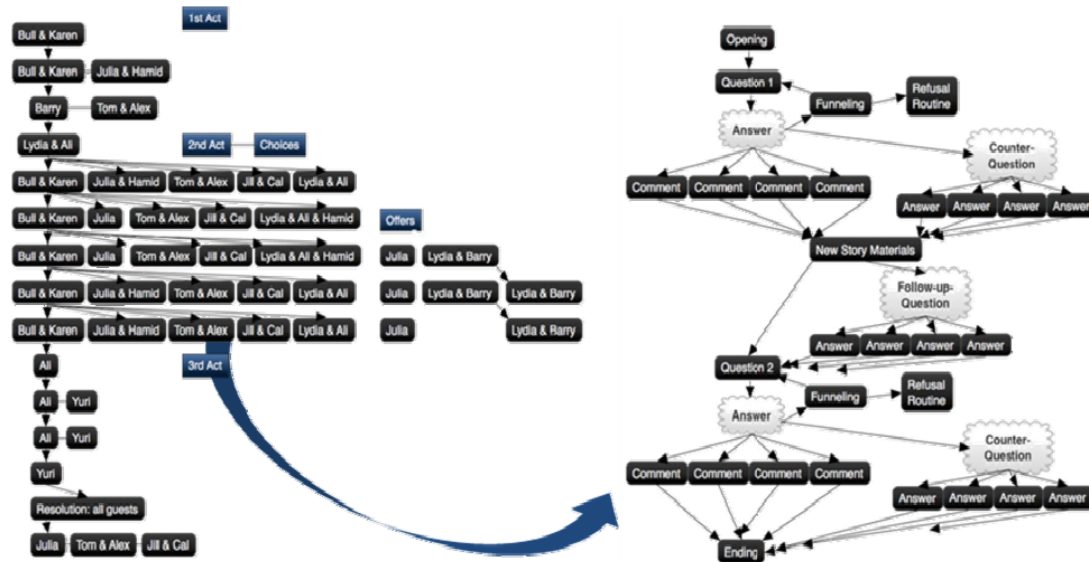 1st Act
Bull & Karen
Bull & Karen
Julia & Hamid
Barry
Tom & Alex
Lydia & Ali
2nd Act
Choices
Bull & Karen
Julia & Hamid
Tom & Alex
Jill & Cal
Lydia & Ali
Bull & Karen
Julia
Tom & Alex
Jill & Cal
Lydia & Ali & Hamid
Offers
Bull & Karen
Julia
Tom & Alex
Jill & Cal
Lydia & Ali & Hamid
Julia
Lydia & Barry
Bull & Karen
Julia & Hamid
Tom & Alex
Jill & Cal
Lydia & Ali
Julia
Lydia & Barry
Lydia & Barry
Bull & Karen
Julia & Hamid
Tom & Alex
Jill & Cal
Lydia & Ali
Julia
Lydia & Barry
3rd Act
Ali
Ali
Yuri
Ali
Yuri
Yuri
Resolution: all guests
Julia
Tom & Alex
Jill & Cal
Opening
Question 1
Funneling
Refusal
Routine
Answer
Counter-
Question
Comment
Comment
Comment
Comment
Answer
Answer
Answer
Answer
New Story Materials
Follow-up-
Question
Answer
Answer
Answer
Answer
Question 2
Funneling
Refusal
Routine
Answer
Counter-
Question
Comment
Comment
Comment
Comment
Answer
Answer
Answer
Answer
Ending